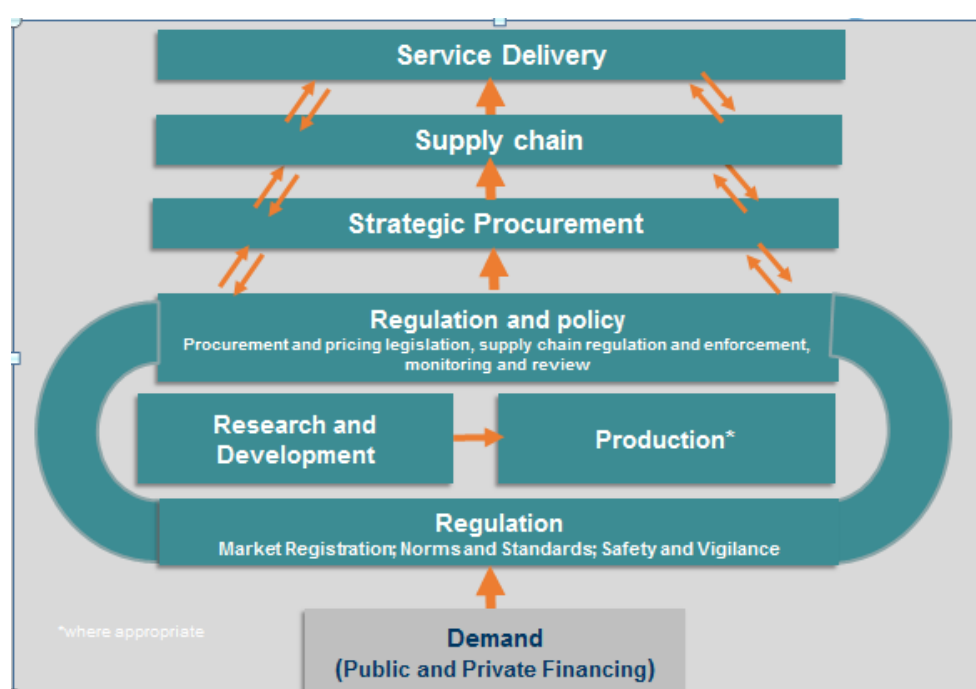 Service Delivery
Supply chain
Strategic Procurement
Regulation and policy
Procurement and pricing legislation, supply chain regulation and enforcement,
monitoring and review
Research and
Development
Production*
Regulation
Market Registration; Norms and Standards; Safety and Vigilance
*where appropriate
Demand
(Public and Private Financing)